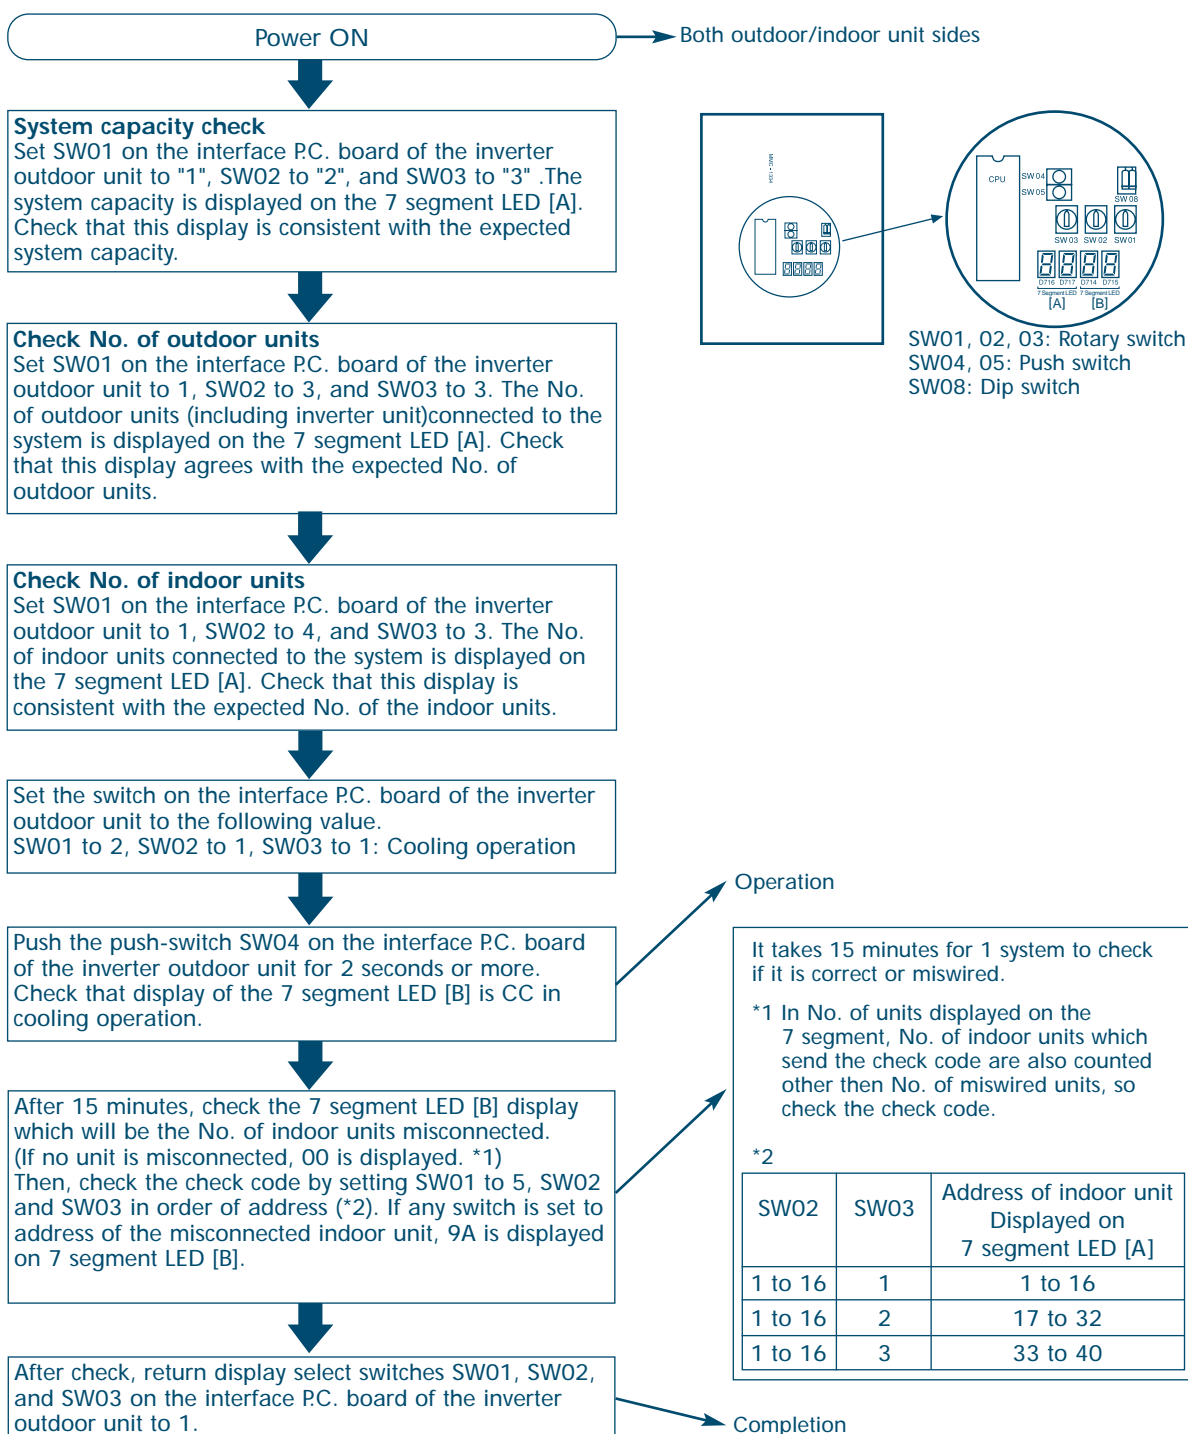 Power ON
Both outdoor/indoor unit sides
System capacity check
Set SW01 on the interface P.C. board of the inverter
outdoor unit to "1", SW02 to "2", and SW03 to "3" .The
system capacity is displayed on the 7 segment LED [A].
Check that this display is consistent with the expected
system capacity.
CPU
SW04
SW05
SW08
SW03 SW02 SW01
D716 D717 D714 D715
7 Segment LED 7 Segment LED
[A] [B]
SW01, 02, 03: Rotary switch
SW04, 05: Push switch
SW08: Dip switch
Check No. of outdoor units
Set SW01 on the interface P.C. board of the inverter
outdoor unit to 1, SW02 to 3, and SW03 to 3. The No.
of outdoor units (including inverter unit)connected to the
system is displayed on the 7 segment LED [A]. Check
that this display agrees with the expected No. of
outdoor units.
Check No. of indoor units
Set SW01 on the interface P.C. board of the inverter
outdoor unit to 1, SW02 to 4, and SW03 to 3. The No.
of indoor units connected to the system is displayed on
the 7 segment LED [A]. Check that this display is
consistent with the expected No. of the indoor units.
Set the switch on the interface P.C. board of the inverter
outdoor unit to the following value.
SW01 to 2, SW02 to 1, SW03 to 1: Cooling operation
Operation
Push the push-switch SW04 on the interface P.C. board
of the inverter outdoor unit for 2 seconds or more.
Check that display of the 7 segment LED [B] is CC in
cooling operation.
After 15 minutes, check the 7 segment LED [B] display
which will be the No. of indoor units misconnected.
(If no unit is misconnected, 00 is displayed. *1)
Then, check the check code by setting SW01 to 5, SW02
and SW03 in order of address (*2). If any switch is set to
address of the misconnected indoor unit, 9A is displayed
on 7 segment LED [B].
It takes 15 minutes for 1 system to check
if it is correct or miswired.
*1 In No. of units displayed on the
7 segment, No. of indoor units which
send the check code are also counted
other then No. of miswired units, so
check the check code.
*2
SW02 SW03 Address of indoor unit
Displayed on
7 segment LED [A]
1 to 16 1 1 to 16
1 to 16 2 17 to 32
1 to 16 3 33 to 40
After check, return display select switches SW01, SW02,
and SW03 on the interface P.C. board of the inverter
outdoor unit to 1.
Completion